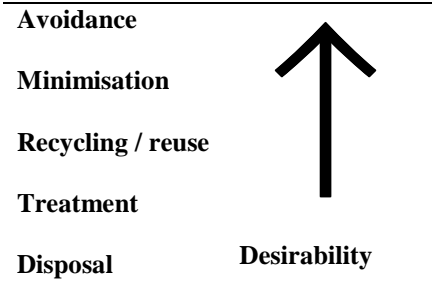 Avoidance
Minimisation
Recycling / reuse
Treatment
Disposal
Desirability